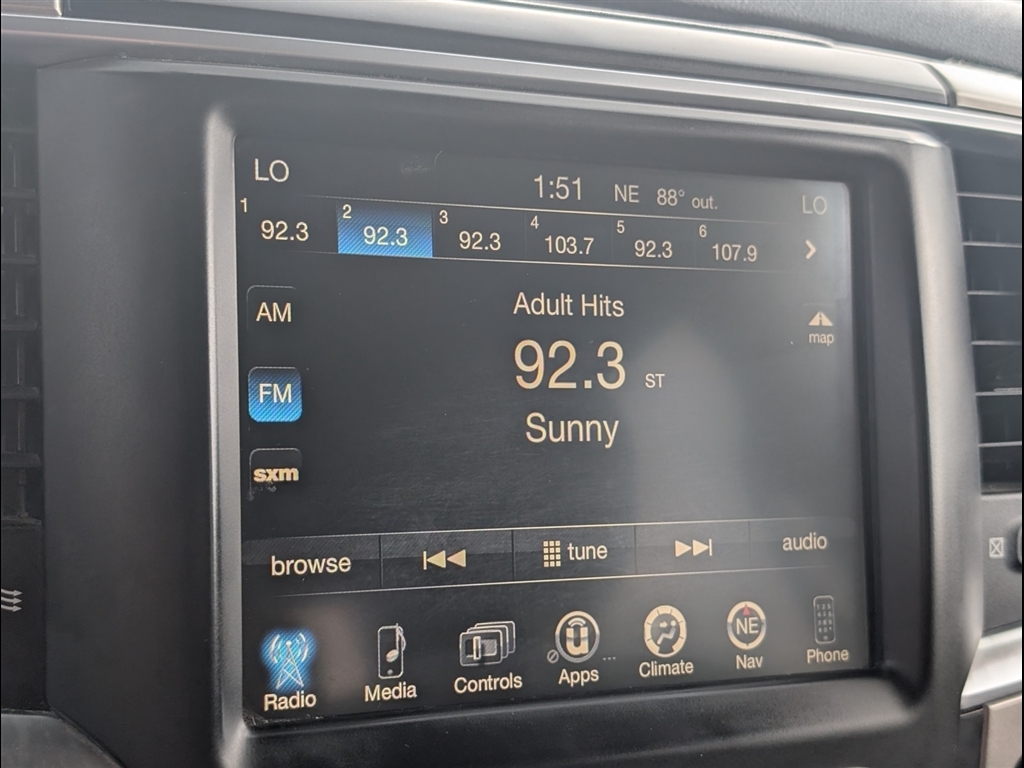 LO 1:51 NE 88° out. LO
1 92.3 2 92.3 3 92.3 4 103.7 5 92.3 6 107.9
AM
Adult Hits
map
92.3 ST
FM
Sunny
sxm
browse tune audio
Radio Media Controls Apps ... Climate NE Nav Phone